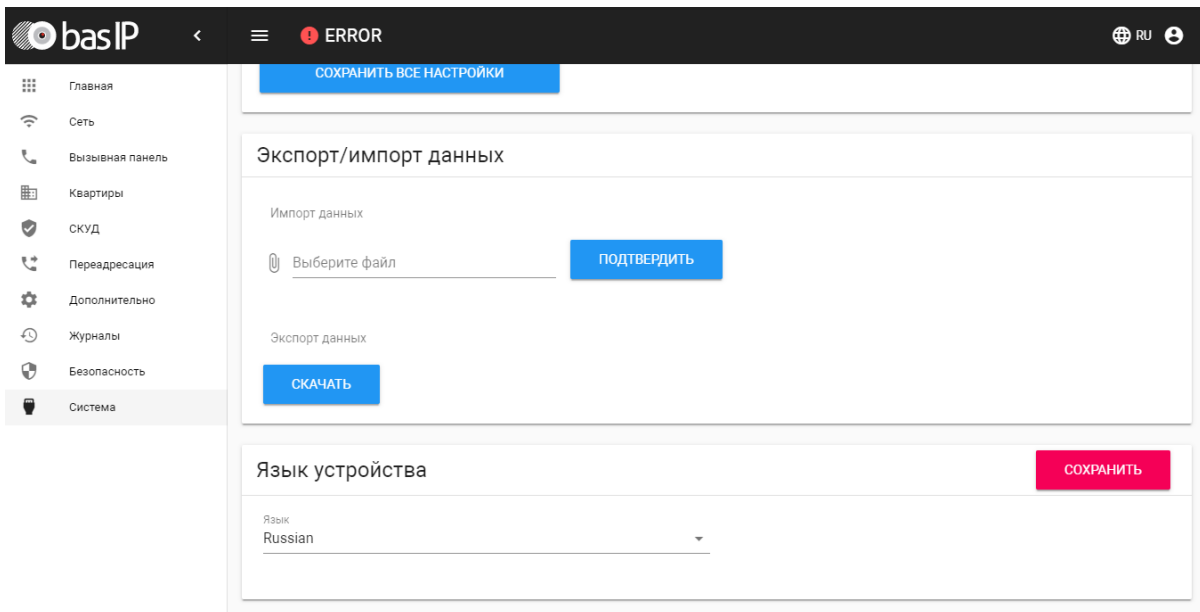 bas IP
ERROR
RU
Главная
Сеть
Вызывная панель
Квартиры
СКУД
Переадресация
Дополнительно
Журналы
Безопасность
Система
СОХРАНИТЬ ВСЕ НАСТРОЙКИ
Экспорт/импорт данных
Импорт данных
Выберите файл
ПОДТВЕРДИТЬ
Экспорт данных
СКАЧАТЬ
Язык устройства
СОХРАНИТЬ
Язык
Russian